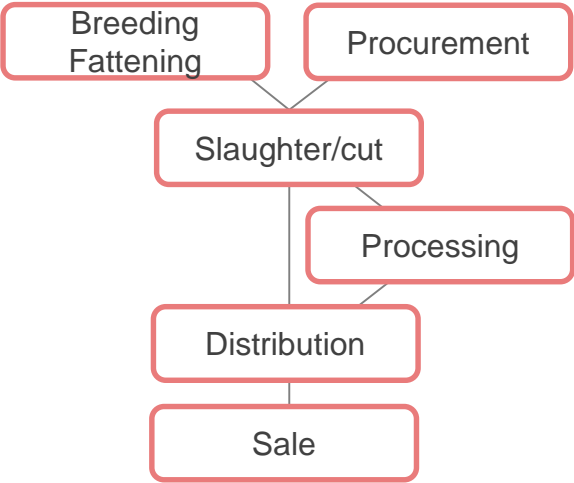 Breeding
Fattening
Procurement
Slaughter/cut
Processing
Distribution
Sale